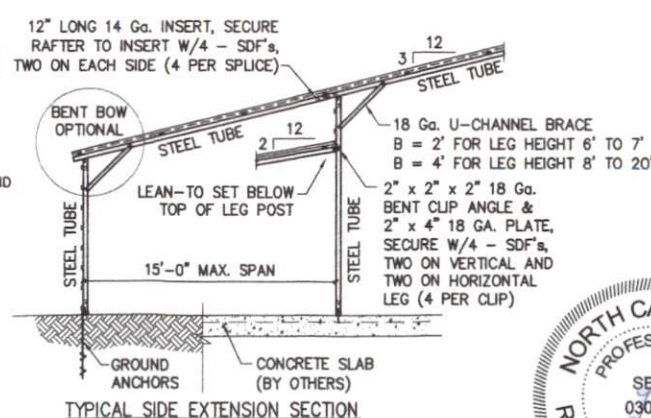 12" LONG 14 Ga. INSERT, SECURE
RAFTER TO INSERT W/4 - SDF's,
TWO ON EACH SIDE (4 PER SPLICE)
12
3
STEEL TUBE
BENT BOW
OPTIONAL
STEEL TUBE
12
2
18 Ga. U-CHANNEL BRACE
B = 2' FOR LEG HEIGHT 6' TO 7'
B = 4' FOR LEG HEIGHT 8' TO 20'
LEAN-TO SET BELOW
TOP OF LEG POST
2" x 2" x 2" 18 Ga.
BENT CLIP ANGLE &
2" x 4" 18 GA. PLATE,
SECURE W/4 - SDF's,
TWO ON VERTICAL AND
TWO ON HORIZONTAL
LEG (4 PER CLIP)
STEEL TUBE
STEEL TUBE
15'-0" MAX. SPAN
GROUND
ANCHORS
CONCRETE SLAB
(BY OTHERS)
TYPICAL SIDE EXTENSION SECTION
NORTH CA
PROFES
SE
030